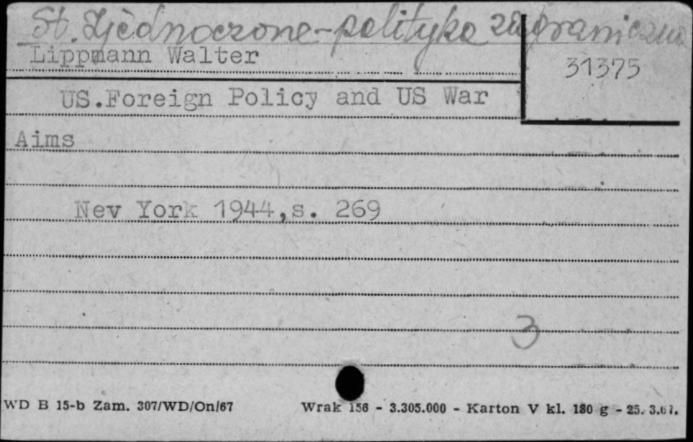 St. Zjednoczone - polityka zagraniczna
Lippmann Walter
31375
US.Foreign Policy and US War
Aims
Nev York 1944,s. 269
3
WD B 15-b Zam. 307/WD/On/67
Wrak 156 - 3.305.000 - Karton V kl. 180 g - 25. 3.67.